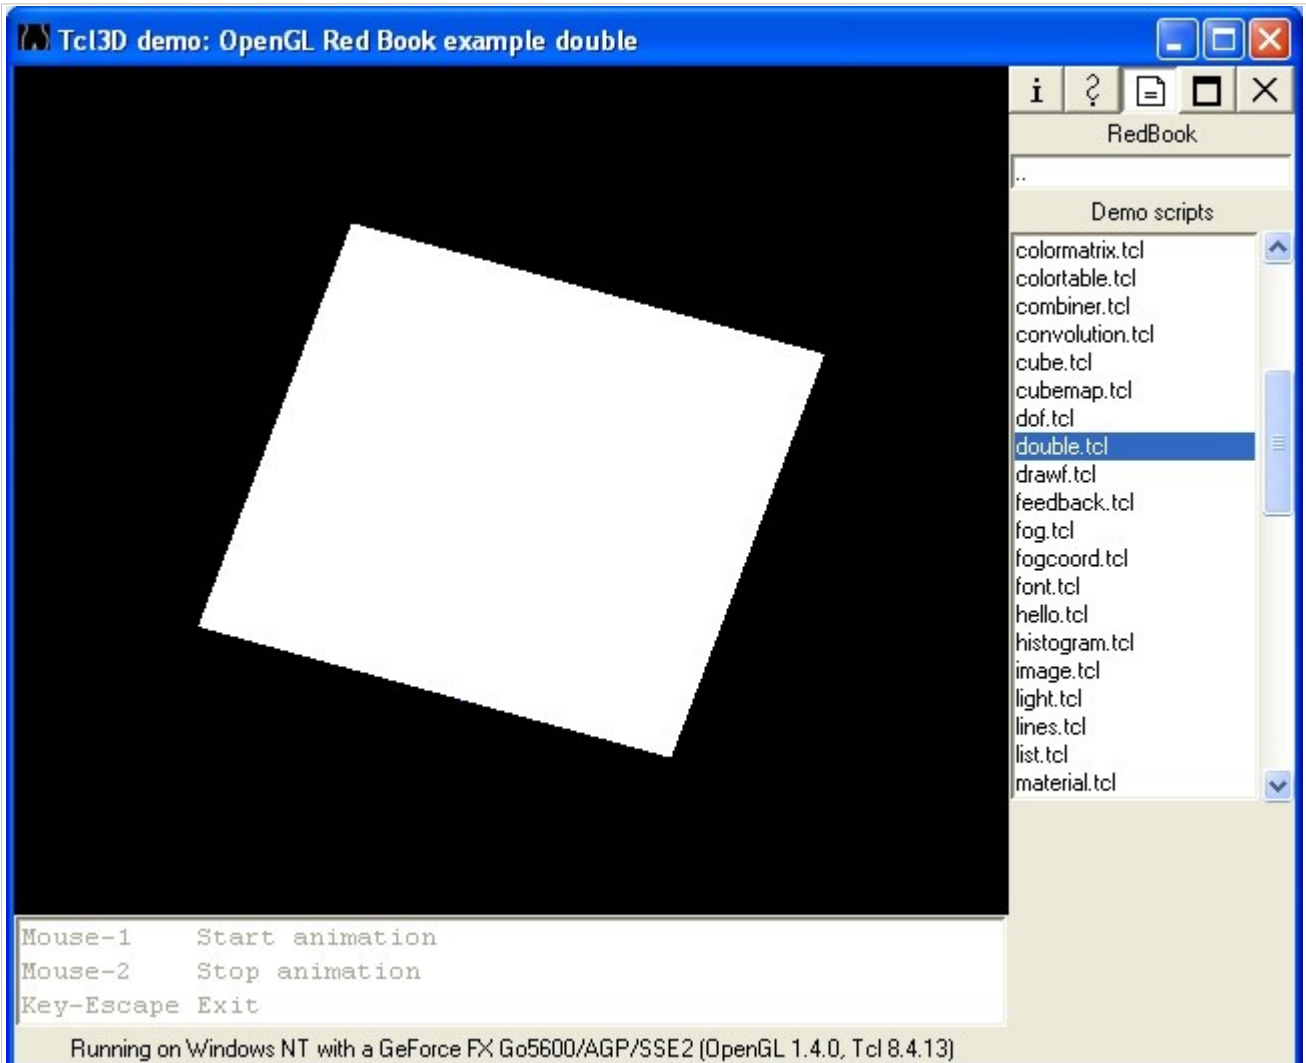 Tcl3D demo: OpenGL Red Book example double
RedBook
..
Demo scripts
colormatrix.tcl
colortable.tcl
combiner.tcl
convolution.tcl
cube.tcl
cubemap.tcl
dof.tcl
double.tcl
drawf.tcl
feedback.tcl
fog.tcl
fogcoord.tcl
font.tcl
hello.tcl
histogram.tcl
image.tcl
light.tcl
lines.tcl
list.tcl
material.tcl
Mouse-1 Start animation
Mouse-2 Stop animation
Key-Escape Exit
Running on Windows NT with a GeForce FX Go5600/AGP/SSE2 (OpenGL 1.4.0, Tcl 8.4.13)